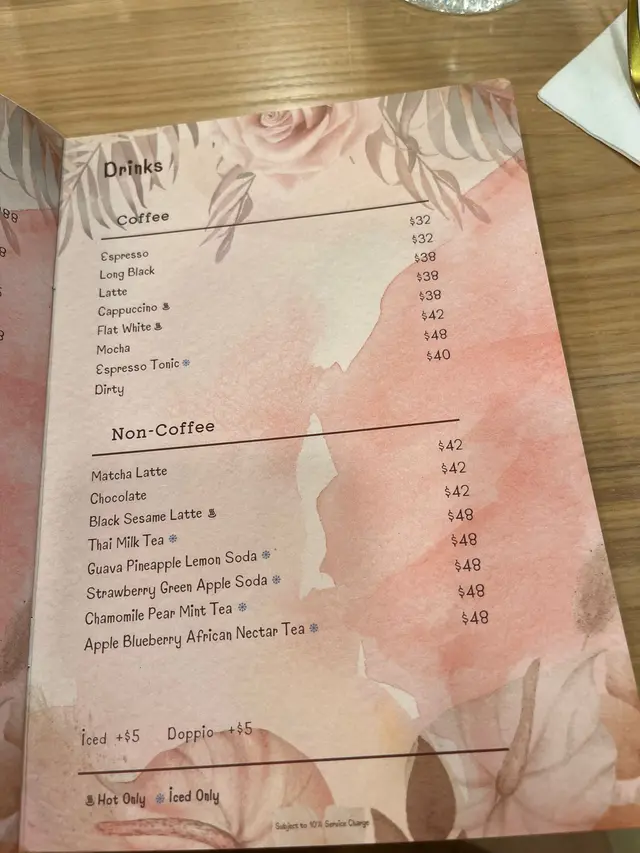 Drinks
Coffee
Espresso $32
Long Black $32
Latte $38
Cappuccino $38
Flat White $38
Mocha $42
Espresso Tonic $48
Dirty $40
Non-Coffee
Matcha Latte $42
Chocolate $42
Black Sesame Latte $42
Thai Milk Tea $48
Guava Pineapple Lemon Soda $48
Strawberry Green Apple Soda $48
Chamomile Pear Mint Tea $48
Apple Blueberry African Nectar Tea $48
Iced +$5 Doppio +$5
Hot Only Iced Only
Subject to 10% Service Charge